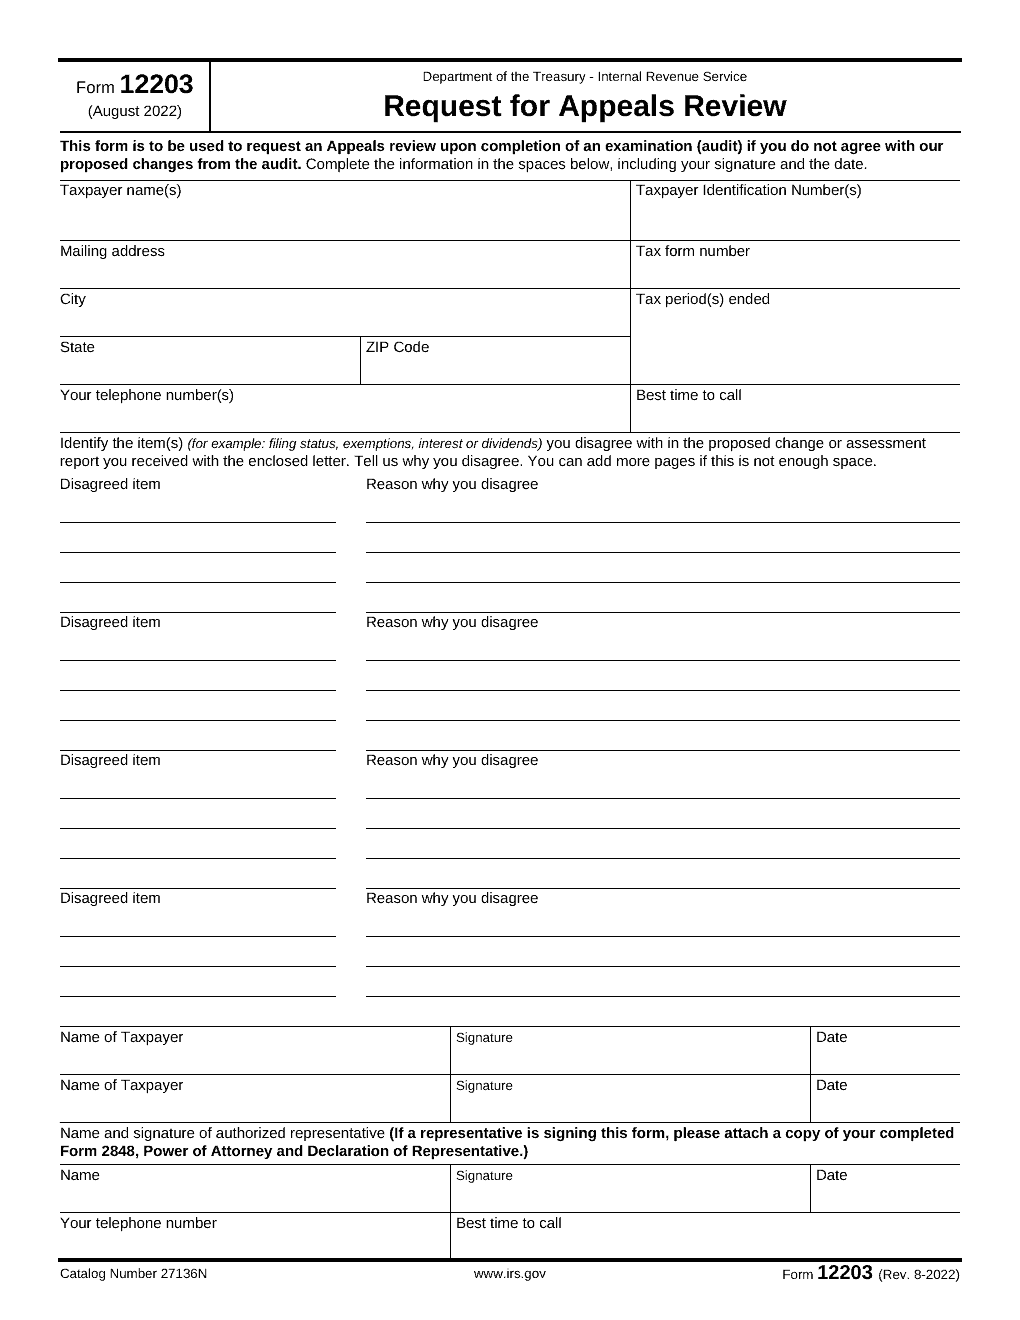 Form 12203
(August 2022)
Department of the Treasury - Internal Revenue Service
Request for Appeals Review
This form is to be used to request an Appeals review upon completion of an examination (audit) if you do not agree with our
proposed changes from the audit. Complete the information in the spaces below, including your signature and the date.
Taxpayer name(s)
Taxpayer Identification Number(s)
Mailing address
Tax form number
City
Tax period(s) ended
State
ZIP Code
Your telephone number(s)
Best time to call
Identify the item(s) (for example: filing status, exemptions, interest or dividends) you disagree with in the proposed change or assessment
report you received with the enclosed letter. Tell us why you disagree. You can add more pages if this is not enough space.
Disagreed item
Reason why you disagree
Disagreed item
Reason why you disagree
Disagreed item
Reason why you disagree
Disagreed item
Reason why you disagree
Name of Taxpayer
Signature
Date
Name of Taxpayer
Signature
Date
Name and signature of authorized representative (If a representative is signing this form, please attach a copy of your completed
Form 2848, Power of Attorney and Declaration of Representative.)
Name
Signature
Date
Your telephone number
Best time to call
Catalog Number 27136N
www.irs.gov
Form 12203 (Rev. 8-2022)